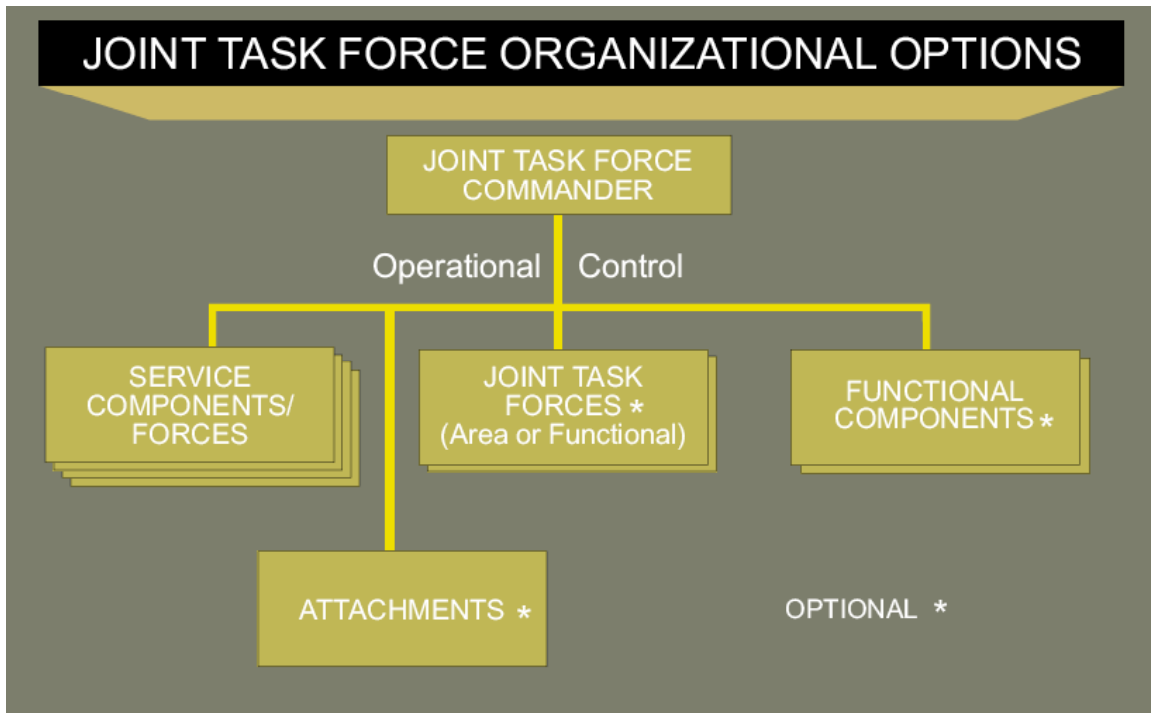 JOINT TASK FORCE ORGANIZATIONAL OPTIONS
JOINT TASK FORCE
COMMANDER
Operational Control
SERVICE
COMPONENTS/
FORCES
JOINT TASK
FORCES *
(Area or Functional)
FUNCTIONAL
COMPONENTS *
ATTACHMENTS *
OPTIONAL *